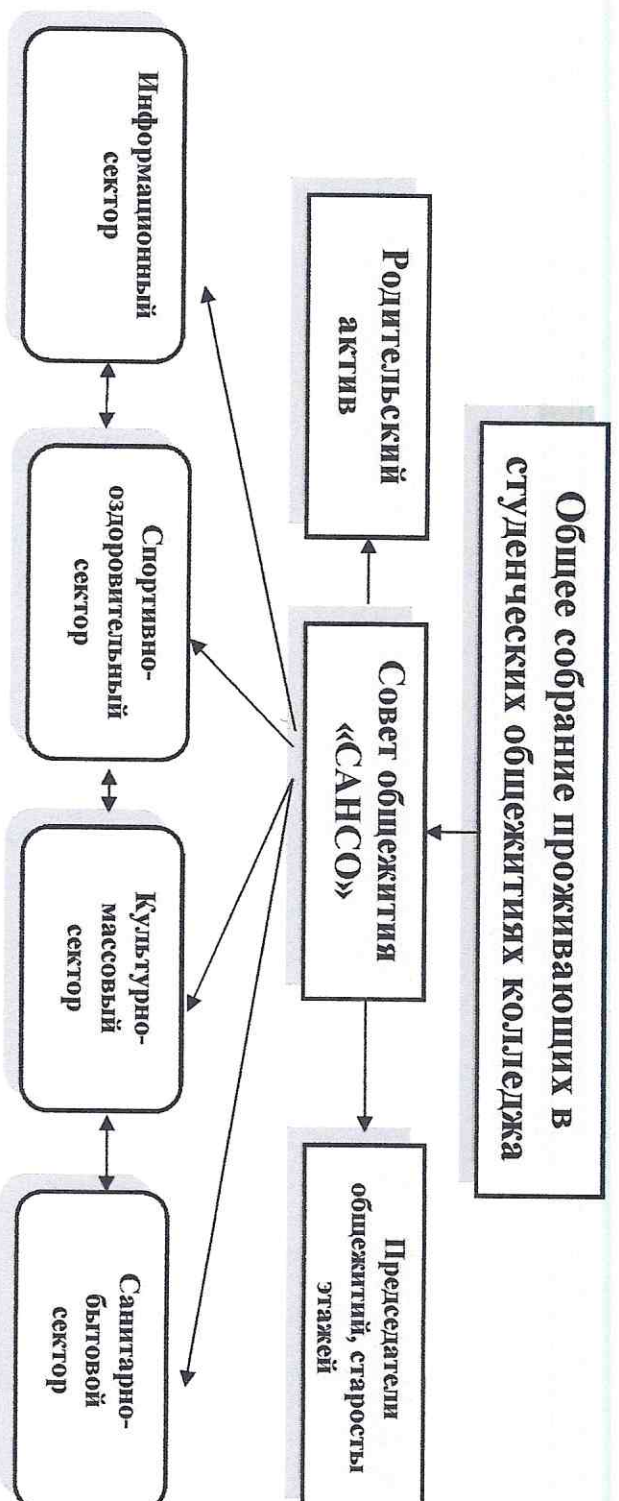 Общее собрание проживающих в
студенческих общежитиях колледжа
Родительский
актив
Совет общежития
«САНСО»
Председатели
общежитий, старосты
этажей
Информационный
сектор
Спортивно-
оздоровительный
сектор
Культурно-
массовый
сектор
Санитарно-
бытовой
сектор